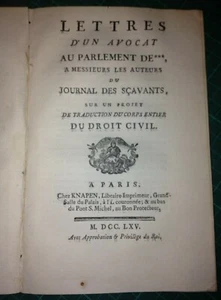 LETTRES
D'UN AVOCAT
AU PARLEMENT DE***,
A MESSIEURS LES AUTEURS
DU
JOURNAL DES SÇAVANTS,
SUR UN PROJET
DE TRADUCTION DU CORPS ENTIER
DU DROIT CIVIL.
A PARIS,
Chez KNAPEN, Libraire-Imprimeur, Grand-
Salle du Palais, à la au bas
du Pont S. Michel, au Bon Protecteur.
M. DCC. LXV.
Avec Approbation & Privilége du Roi.